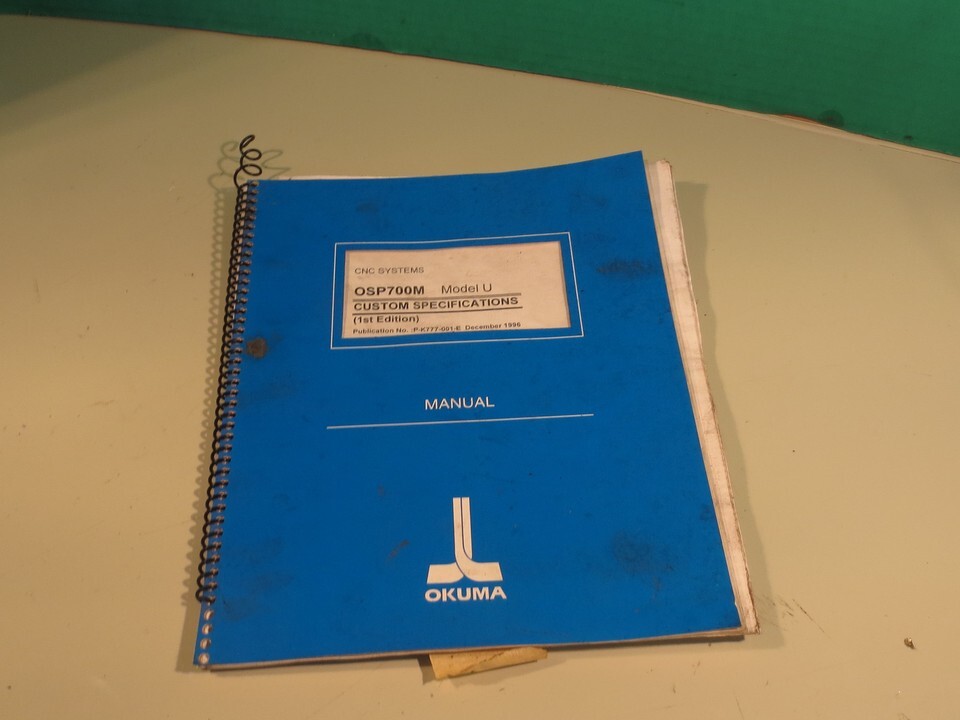 CNC SYSTEMS
OSP700M Model U
CUSTOM SPECIFICATIONS
(1st Edition)
Publication No. :P-K777-001-E December 1996
MANUAL
OKUMA